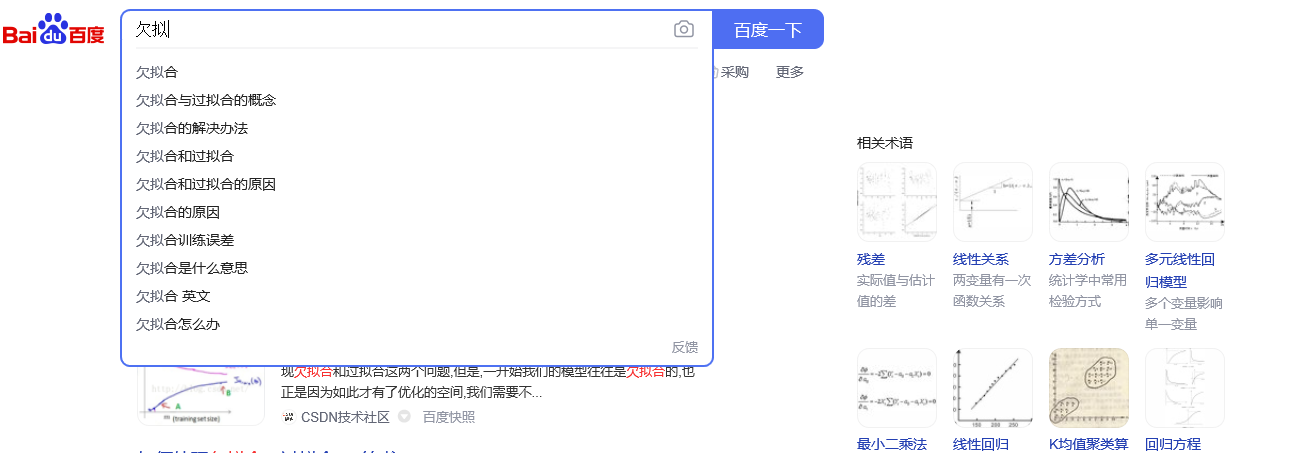 Bai du 百度
欠拟
百度一下
欠拟合
采购
更多
欠拟合与过拟合的概念
欠拟合的解决办法
欠拟合和过拟合
欠拟合和过拟合的原因
欠拟合的原因
欠拟合训练误差
欠拟合是什么意思
欠拟合 英文
欠拟合怎么办
反馈
现欠拟合和过拟合这两个问题,但是,一开始我们的模型往往是欠拟合的,也
正是因为如此才有了优化的空间,我们需要不...
A
B
(training set size)
CSDN技术社区
百度快照
相关术语
残差
实际值与估计
值的差
线性关系
两变量有一次
函数关系
方差分析
统计学中常用
检验方式
多元线性回
归模型
多个变量影响
单一变量
150 200 250
最小二乘法
线性回归
K均值聚类算
回归方程